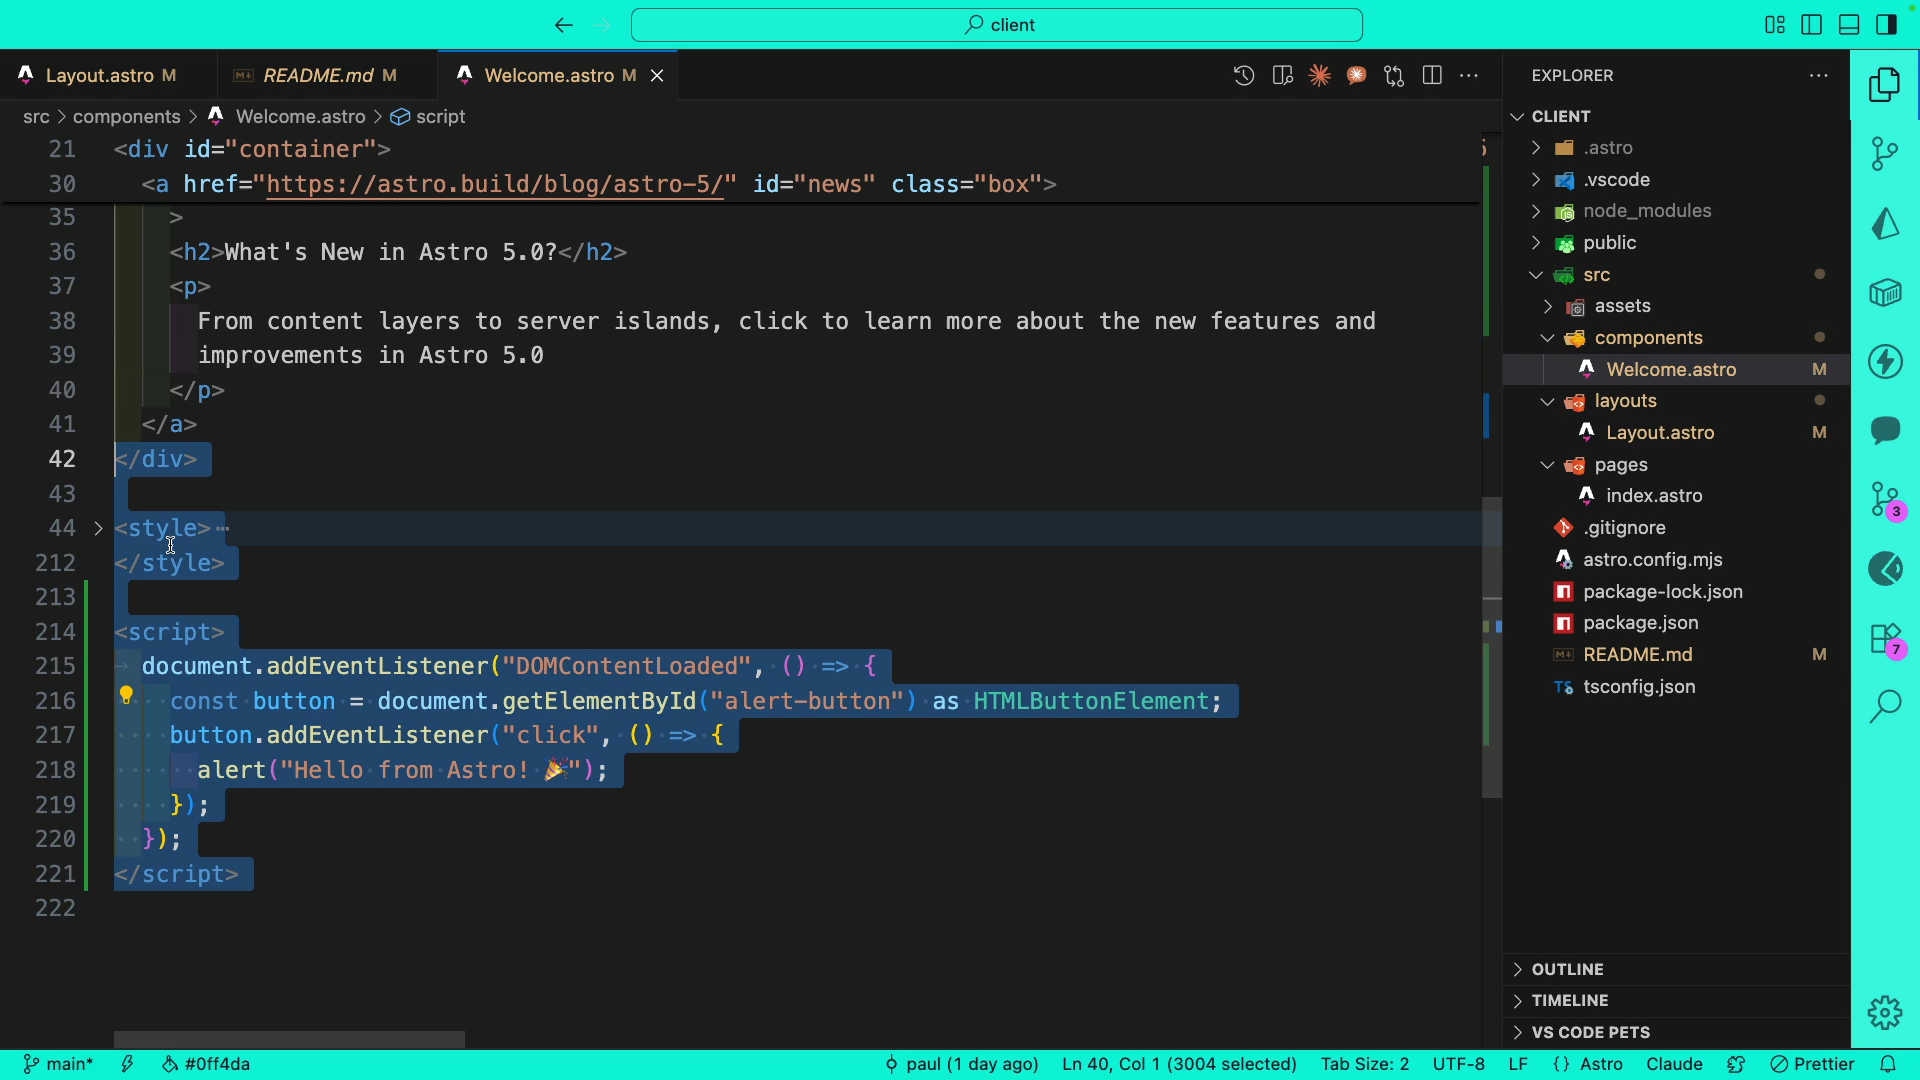 client
Layout.astro M
README.md M
Welcome.astro M
src > components > Welcome.astro > script
21 <div id="container">
30 <a href="https://astro.build/blog/astro-5/" id="news" class="box">
35 >
36 <h2>What's New in Astro 5.0?</h2>
37 <p>
38 From content layers to server islands, click to learn more about the new features and
39 improvements in Astro 5.0
40 </p>
41 </a>
42 </div>
43
44 <style>
212 </style>
213
214 <script>
215 document.addEventListener("DOMContentLoaded", () => {
216 const button = document.getElementById("alert-button") as HTMLButtonElement;
217 button.addEventListener("click", () => {
218 alert("Hello from Astro! 🎉");
219 });
220 });
221 </script>
222
EXPLORER
CLIENT
.astro
.vscode
node_modules
public
src
assets
components
Welcome.astro M
layouts
Layout.astro M
pages
index.astro
.gitignore
astro.config.mjs
package-lock.json
package.json
README.md M
tsconfig.json
OUTLINE
TIMELINE
VS CODE PETS
3
7
main* #0ff4da paul (1 day ago) Ln 40, Col 1 (3004 selected) Tab Size: 2 UTF-8 LF {} Astro Claude Prettier